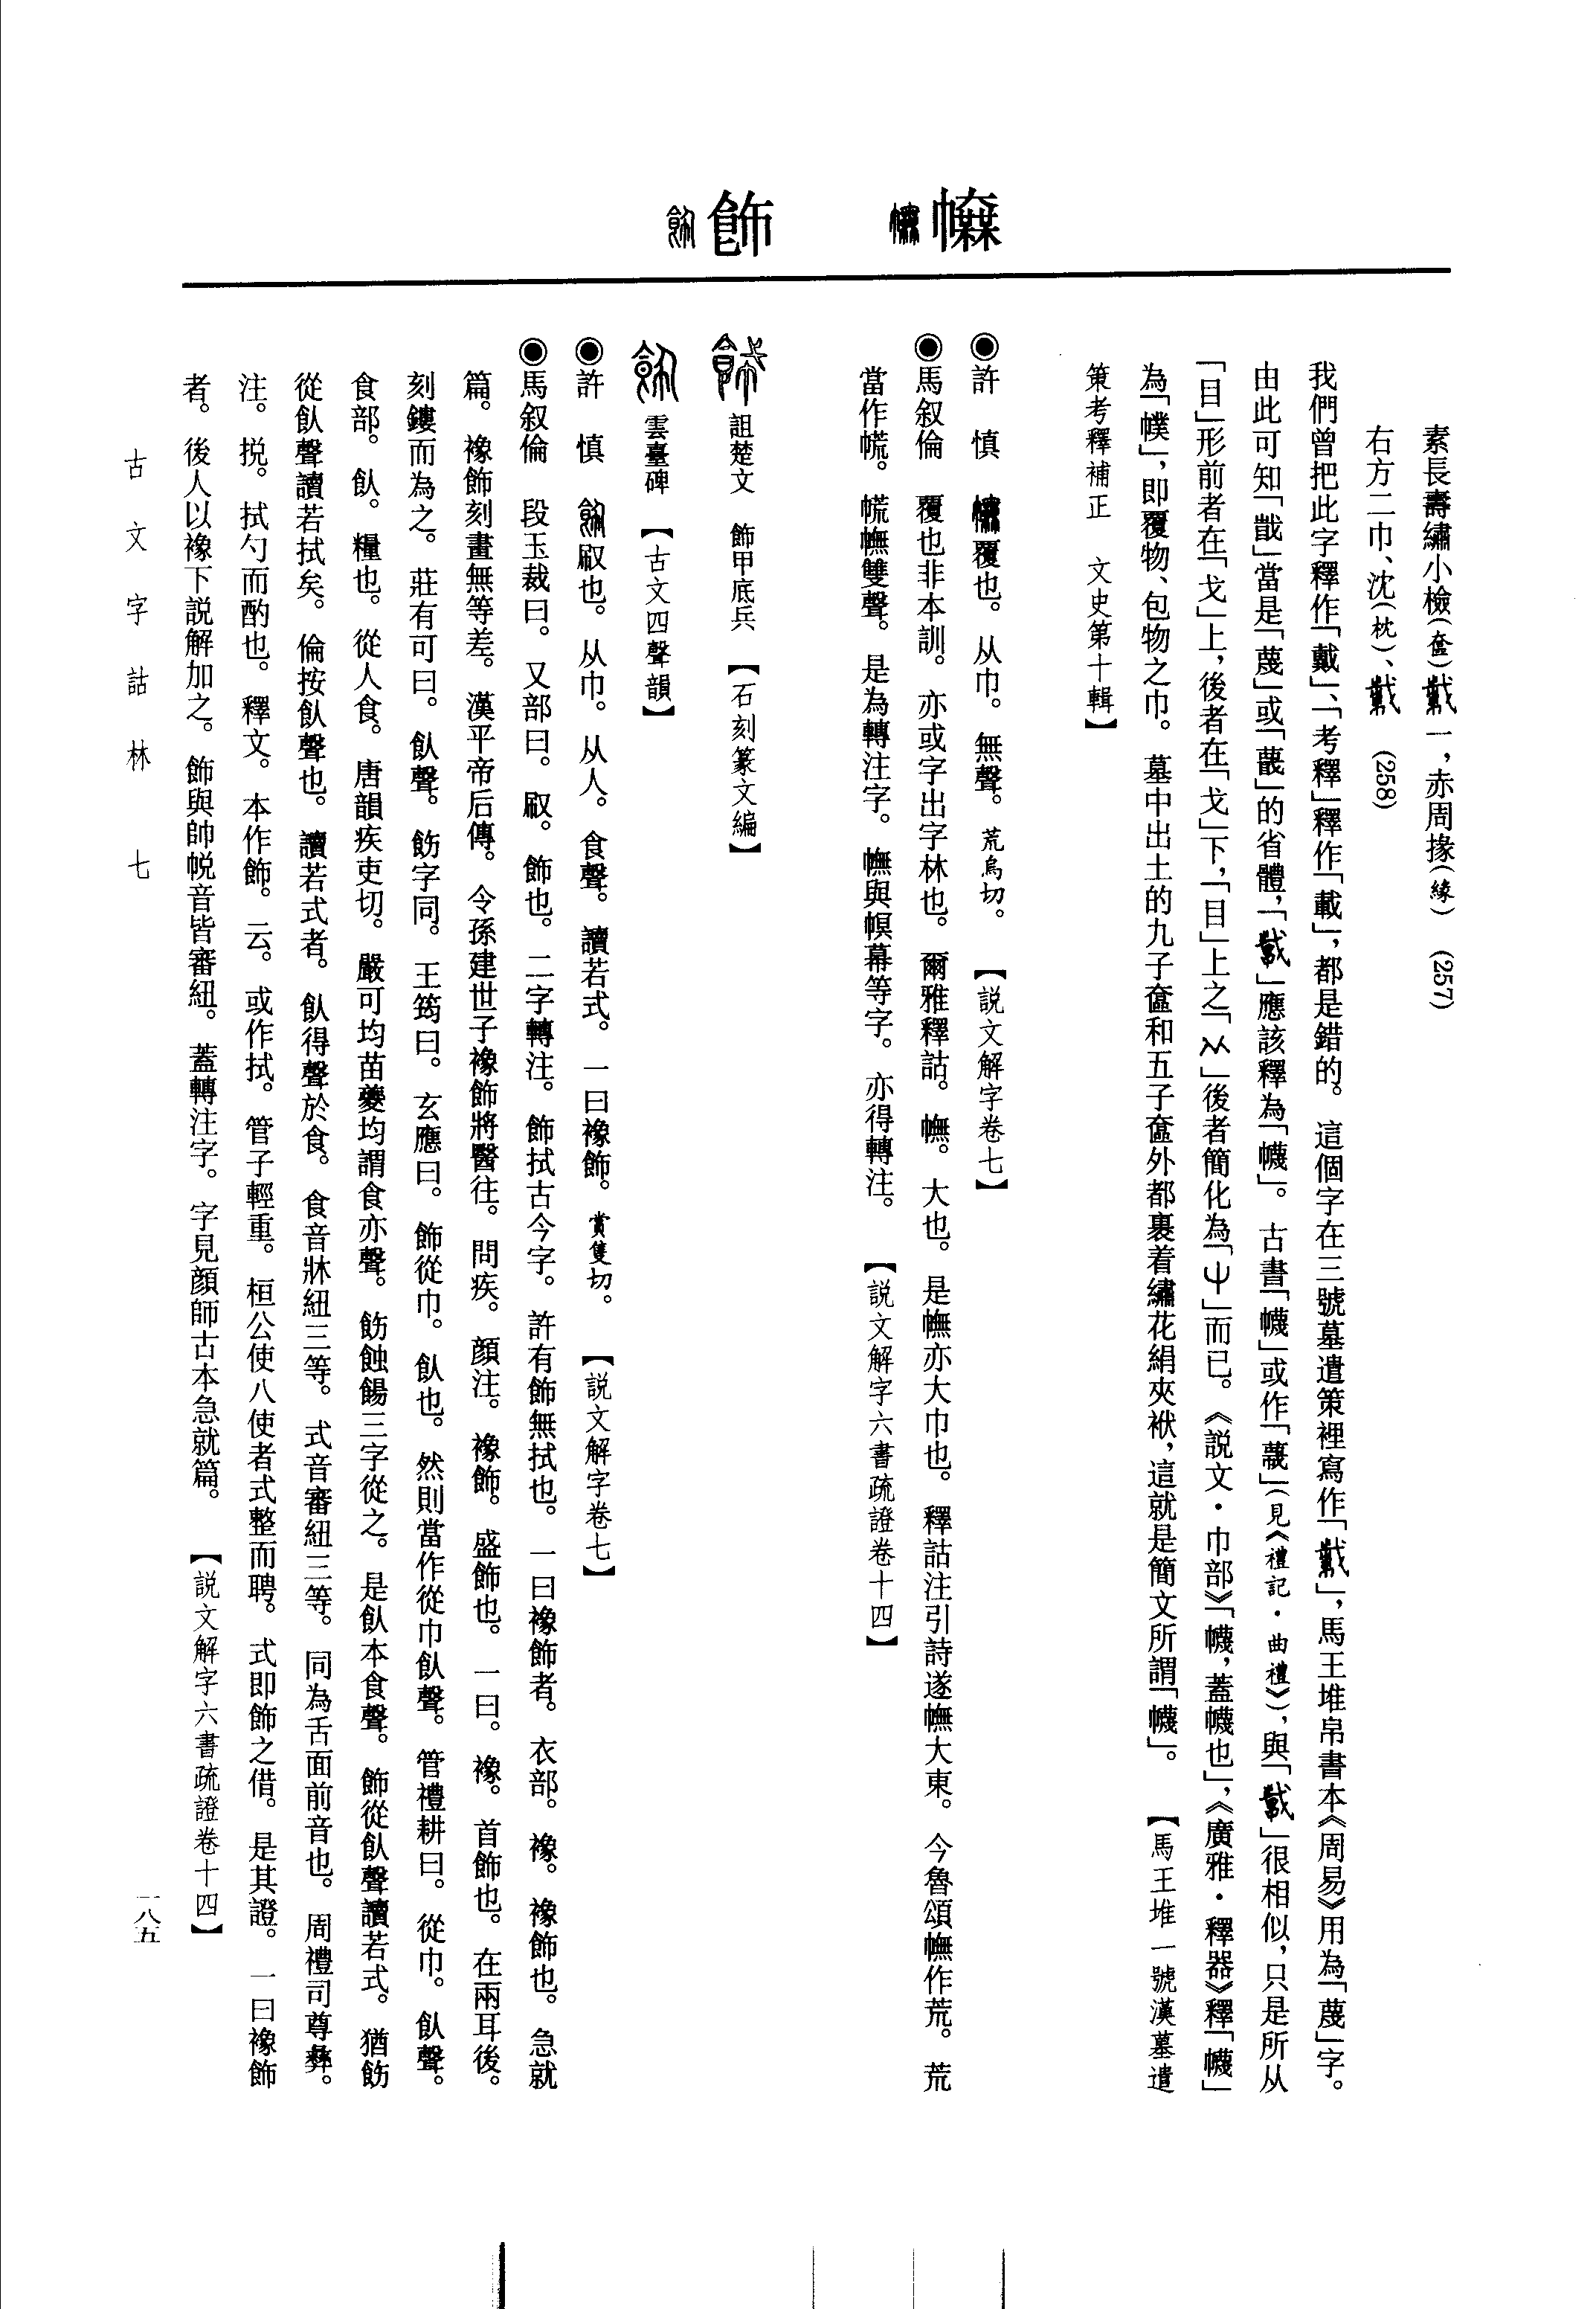 幠
飾
素長壽繡小檢(奩)一，赤周掾(緣)　(257)
右方二巾、沈(枕)、　(258)
我們曾把此字釋作「戴」、「考釋」釋作「載」，都是錯的。這個字在三號墓遣策裡寫作「」，馬王堆帛書本《周易》用為「蔑」字。
由此可知「」當是「蔑」或「」的省體，「」應該釋為「幭」。古書「幭」或作「」(見《禮記·曲禮》)，與「」很相似，只是所从
「目」形前者在「戈」上，後者在「戈」下，「目」上之「」後者簡化為「」而已。《説文·巾部》「幭，蓋幭也」，《廣雅·釋器》釋「幭」
為「幞」，即覆物、包物之巾。墓中出土的九子奩和五子奩外都裹着繡花絹夾袱，這就是簡文所謂「幭」。　【馬王堆一號漢墓遣
策考釋補正　文史第十輯】
◉許　慎　覆也。从巾。無聲。荒烏切。　【説文解字卷七】
◉馬叙倫　覆也非本訓。亦或字出字林也。爾雅釋詁。幠。大也。是幠亦大巾也。釋詁注引詩遂幠大東。今魯頌幠作荒。荒
當作㡆。㡆幠雙聲。是為轉注字。幠與幎幕等字。亦得轉注。　【説文解字六書疏證卷十四】
詛楚文　飾甲底兵　【石刻篆文編】
雲臺碑　【古文四聲韻】
◉許　慎　㕞也。从巾。从人。食聲。讀若式。一曰襐飾。賞隻切。　【説文解字卷七】
◉馬叙倫　段玉裁曰。又部曰。㕞。飾也。二字轉注。飾拭古今字。許有飾無拭也。一曰襐飾者。衣部。襐。襐飾也。急就
篇。襐飾刻畫無等差。漢平帝后傳。令孫建世子襐飾將醫往。問疾。顏注。襐飾。盛飾也。一曰。襐。首飾也。在兩耳後。
刻鏤而為之。莊有可曰。飤聲。飭字同。王筠曰。玄應曰。飾從巾。飤也。然則當作從巾飤聲。管禮耕曰。從巾。飤聲。
食部。飤。糧也。從人食。唐韻疾吏切。嚴可均苗夔均謂食亦聲。飭蝕餳三字從之。是飤本食聲。飾從飤聲讀若式。猶飭
從飤聲讀若拭矣。倫按飤聲也。讀若式者。飤得聲於食。食音牀紐三等。式音審紐三等。同為舌面前音也。周禮司尊彝。
注。挩。拭勺而酌也。釋文。本作飾。云。或作拭。管子輕重。桓公使八使者式整而聘。式即飾之借。是其證。一曰襐飾
者。後人以襐下説解加之。飾與帥帨音皆審紐。蓋轉注字。字見顏師古本急就篇。　【説文解字六書疏證卷十四】
古文字詁林　七
一八五